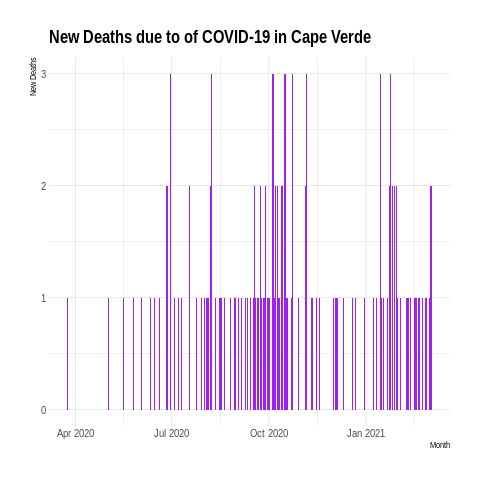 New Deaths due to of COVID-19 in Cape Verde
New Deaths
3
2
1
0
Apr 2020
Jul 2020
Oct 2020
Jan 2021
Month